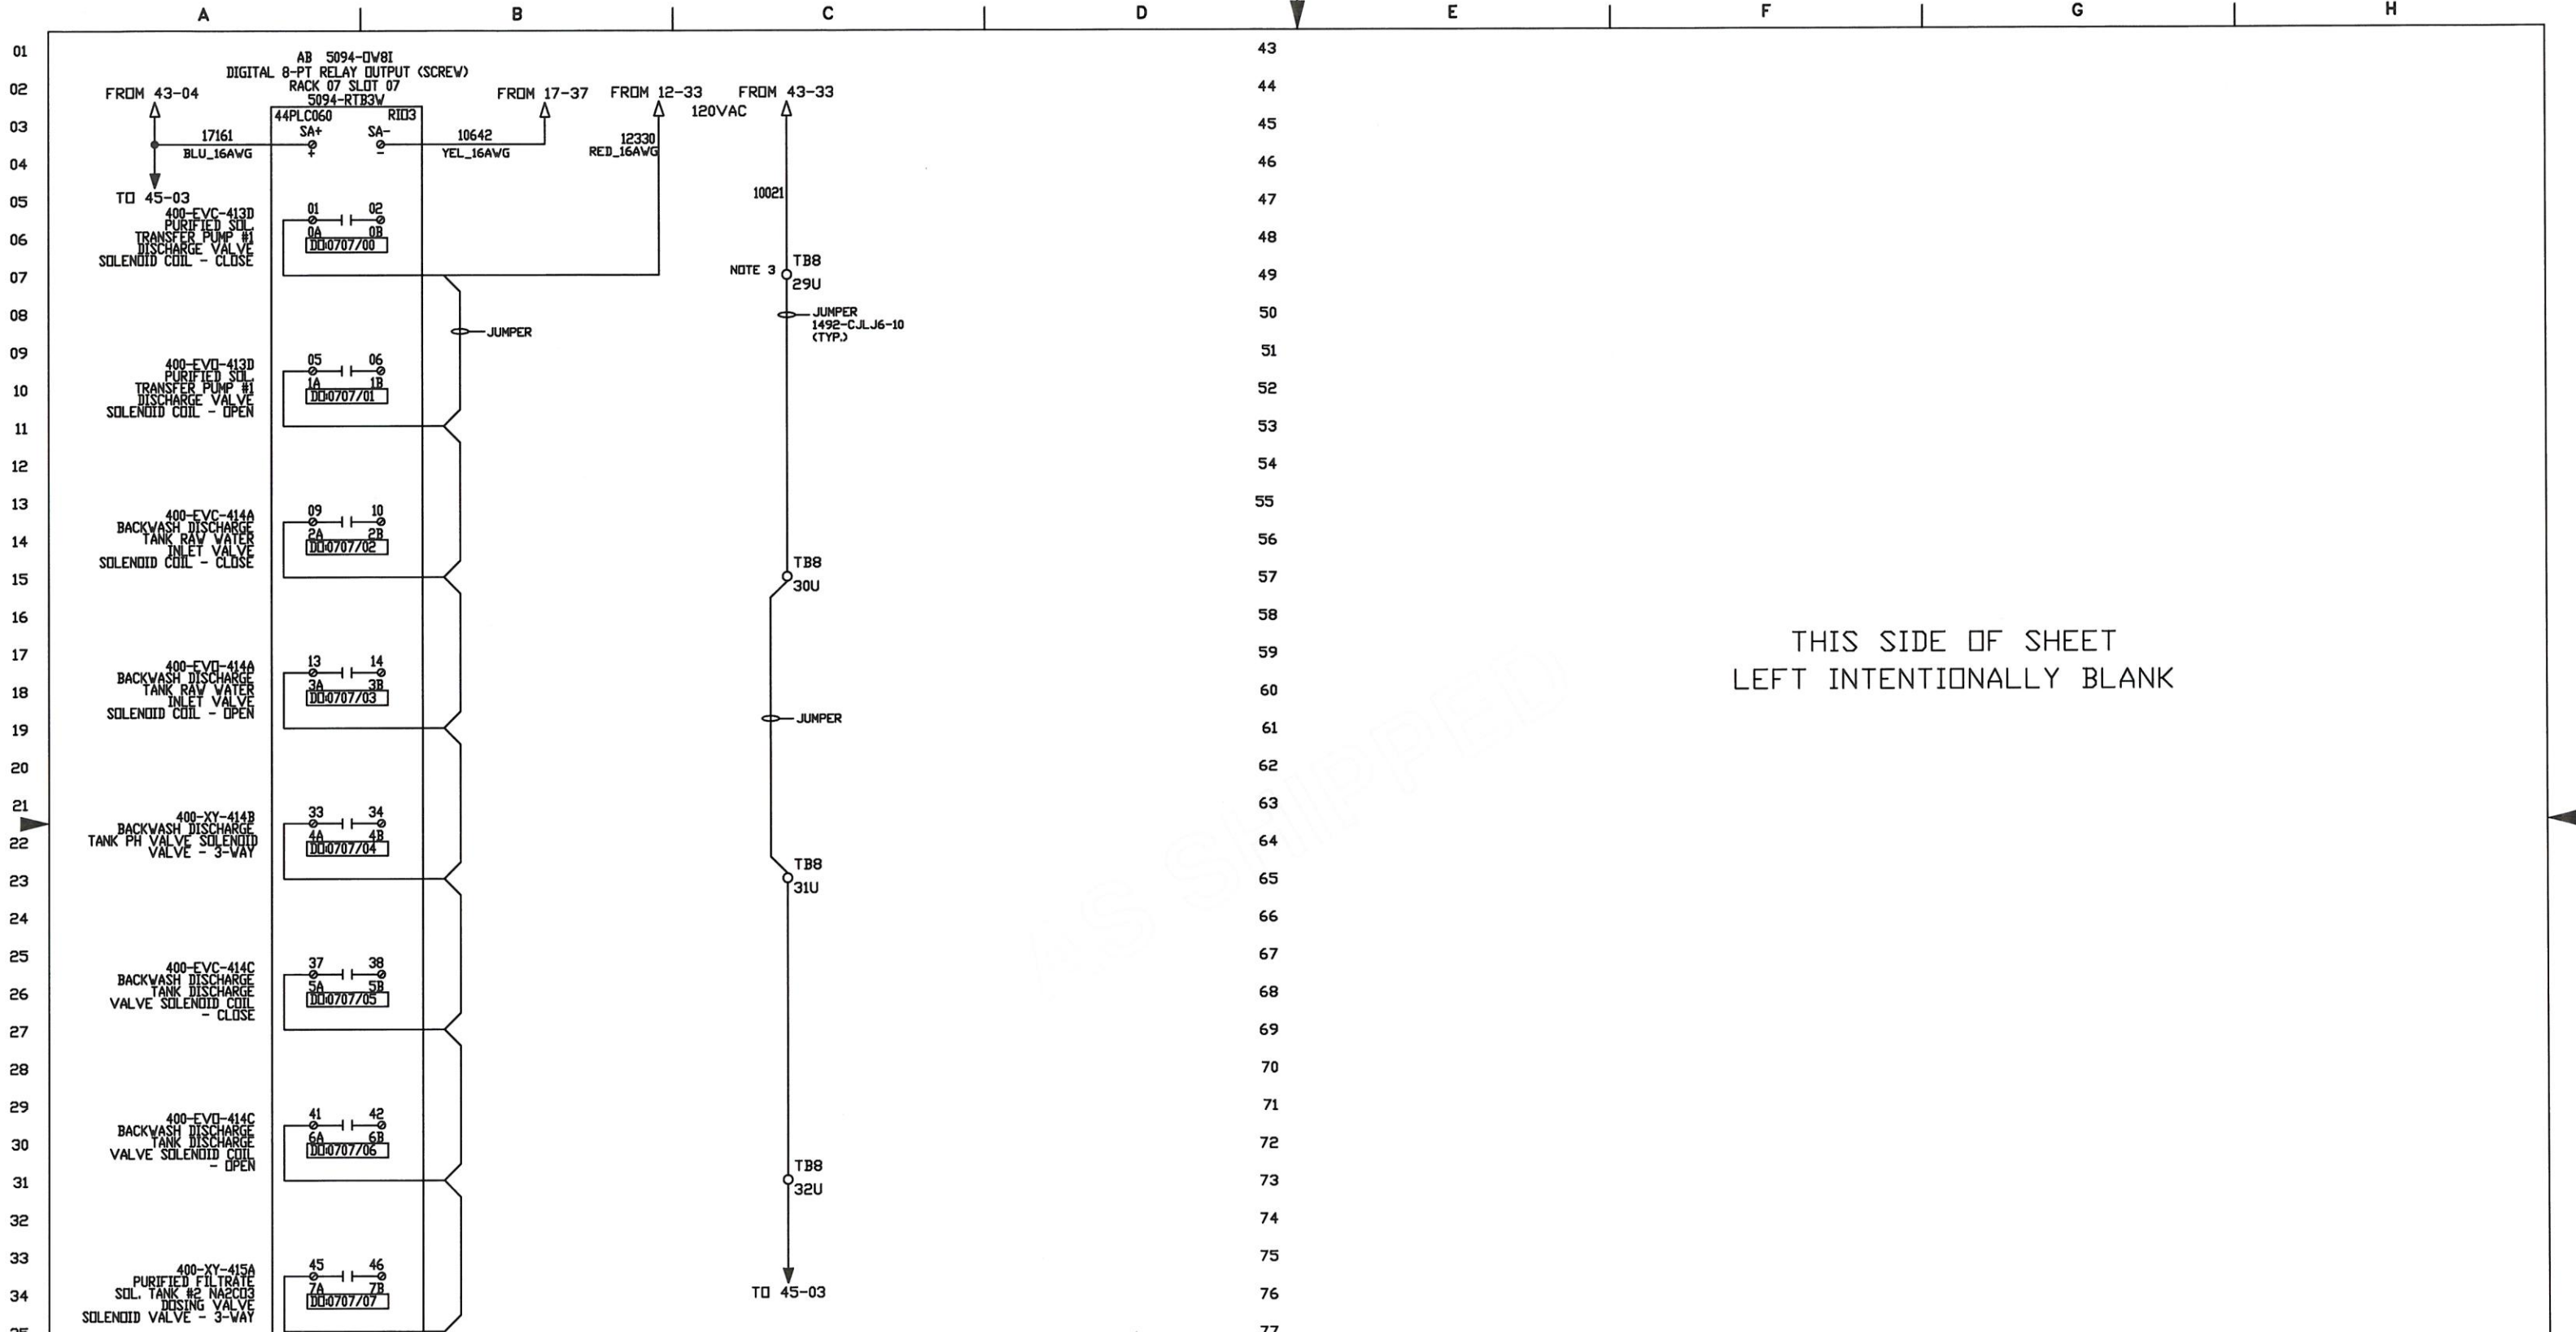 A B C D E F G H
01
02
03
04
05
06
07
08
09
10
11
12
13
14
15
16
17
18
19
20
21
22
23
24
25
26
27
28
29
30
31
32
33
34
43
44
45
46
47
48
49
50
51
52
53
54
55
56
57
58
59
60
61
62
63
64
65
66
67
68
69
70
71
72
73
74
75
76
77
AB 5094-OW8I
DIGITAL 8-PT RELAY OUTPUT (SCREW)
RACK 07 SLOT 07
5094-RTB3W
FROM 43-04
FROM 17-37
FROM 12-33
FROM 43-33
120VAC
44PLC060 RIO3
SA+ SA-
+ -
17161
BLU_16AWG
10642
YEL_16AWG
12330
RED_16AWG
TO 45-03
10021
400-EVC-413D
PURIFIED SOL.
TRANSFER PUMP #1
DISCHARGE VALVE
SOLENOID COIL - CLOSE
01 02
0A 0B
DO:0707/00
NOTE 3
TB8
29U
JUMPER
JUMPER
1492-CJLJ6-10
(TYP.)
400-EVO-413D
PURIFIED SOL.
TRANSFER PUMP #1
DISCHARGE VALVE
SOLENOID COIL - OPEN
05 06
1A 1B
DO:0707/01
400-EVC-414A
BACKWASH DISCHARGE
TANK RAW WATER
INLET VALVE
SOLENOID COIL - CLOSE
09 10
2A 2B
DO:0707/02
TB8
30U
400-EVO-414A
BACKWASH DISCHARGE
TANK RAW WATER
INLET VALVE
SOLENOID COIL - OPEN
13 14
3A 3B
DO:0707/03
JUMPER
400-XY-414B
BACKWASH DISCHARGE
TANK PH VALVE SOLENOID
VALVE - 3-WAY
33 34
4A 4B
DO:0707/04
TB8
31U
400-EVC-414C
BACKWASH DISCHARGE
TANK DISCHARGE
VALVE SOLENOID COIL
- CLOSE
37 38
5A 5B
DO:0707/05
400-EVO-414C
BACKWASH DISCHARGE
TANK DISCHARGE
VALVE SOLENOID COIL
- OPEN
41 42
6A 6B
DO:0707/06
TB8
32U
400-XY-415A
PURIFIED FILTRATE
SOL. TANK #2 NA2CO3
DOSING VALVE
SOLENOID VALVE - 3-WAY
45 46
7A 7B
DO:0707/07
TO 45-03
THIS SIDE OF SHEET
LEFT INTENTIONALLY BLANK
AS SHIPPED